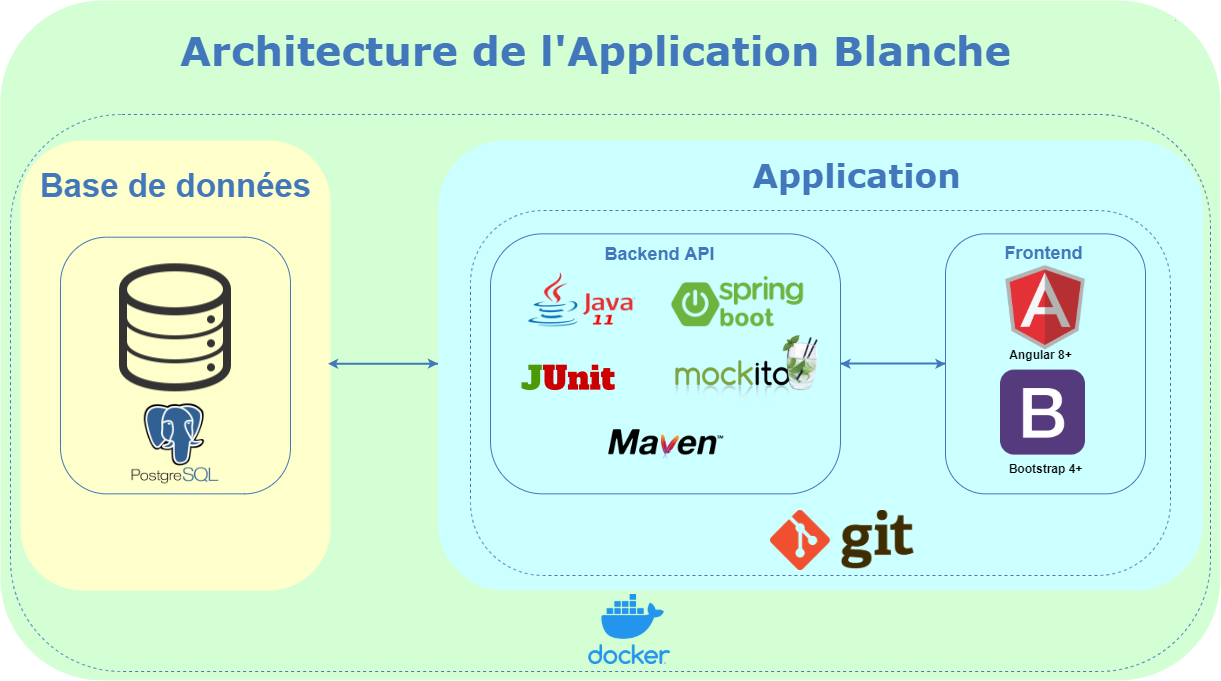 Architecture de l'Application Blanche
Base de données
PostgreSQL
Application
Backend API
Java
11
spring
boot
JUnit
mockito
Maven™
Frontend
Angular 8+
B
Bootstrap 4+
git
docker